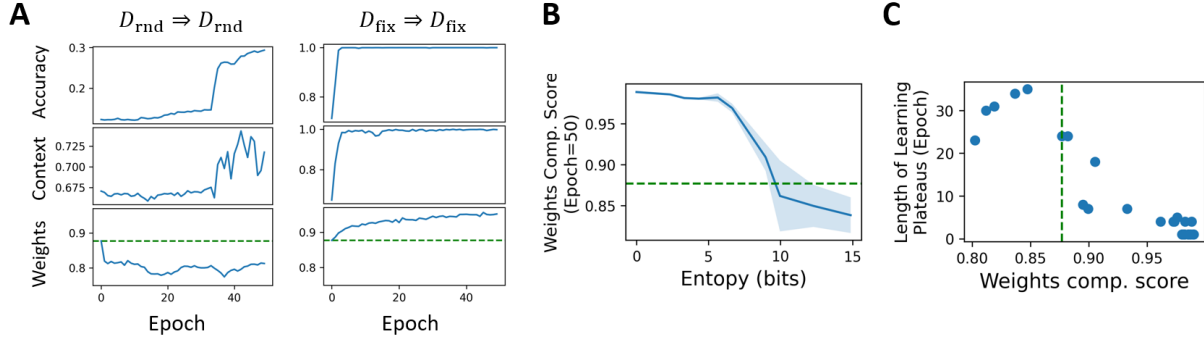 A
D_rnd ⇒ D_rnd
D_fix ⇒ D_fix
Accuracy
0.3
0.2
1.0
0.8
Context
0.725
0.700
0.675
1.0
0.8
Weights
0.9
0.8
0.9
0.8
0
20
40
0
20
40
Epoch
Epoch
B
Weights Comp. Score
(Epoch=50)
0.95
0.90
0.85
0
5
10
15
Entopy (bits)
C
Length of Learning
Plateaus (Epoch)
30
20
10
0
0.80
0.85
0.90
0.95
Weights comp. score